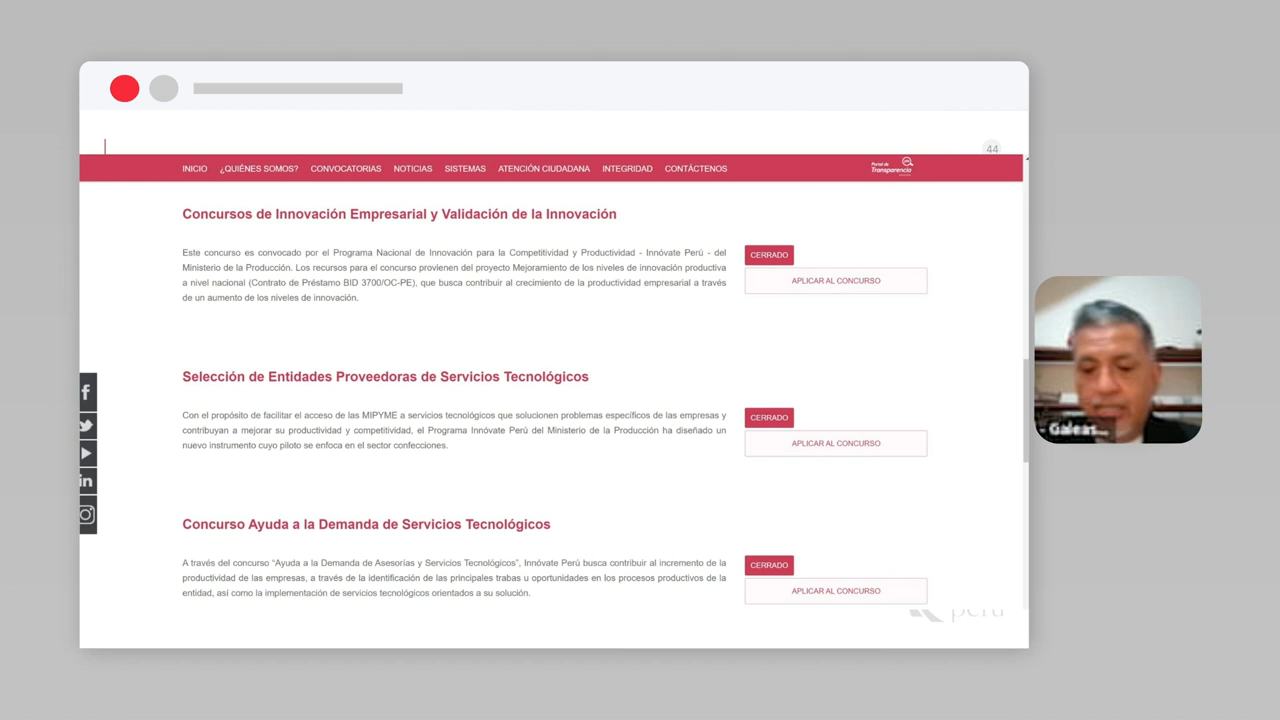 44
INICIO ¿QUIÉNES SOMOS? CONVOCATORIAS NOTICIAS SISTEMAS ATENCIÓN CIUDADANA INTEGRIDAD CONTÁCTENOS
Portal de
Transparencia
Concursos de Innovación Empresarial y Validación de la Innovación
Este concurso es convocado por el Programa Nacional de Innovación para la Competitividad y Productividad - Innóvate Perú - del
Ministerio de la Producción. Los recursos para el concurso provienen del proyecto Mejoramiento de los niveles de innovación productiva
a nivel nacional (Contrato de Préstamo BID 3700/OC-PE), que busca contribuir al crecimiento de la productividad empresarial a través
de un aumento de los niveles de innovación.
CERRADO
APLICAR AL CONCURSO
Selección de Entidades Proveedoras de Servicios Tecnológicos
Con el propósito de facilitar el acceso de las MIPYME a servicios tecnológicos que solucionen problemas específicos de las empresas y
contribuyan a mejorar su productividad y competitividad, el Programa Innóvate Perú del Ministerio de la Producción ha diseñado un
nuevo instrumento cuyo piloto se enfoca en el sector confecciones.
CERRADO
APLICAR AL CONCURSO
Concurso Ayuda a la Demanda de Servicios Tecnológicos
A través del concurso “Ayuda a la Demanda de Asesorías y Servicios Tecnológicos”, Innóvate Perú busca contribuir al incremento de la
productividad de las empresas, a través de la identificación de las principales trabas u oportunidades en los procesos productivos de la
entidad, así como la implementación de servicios tecnológicos orientados a su solución.
CERRADO
APLICAR AL CONCURSO
perú
- Galeas...